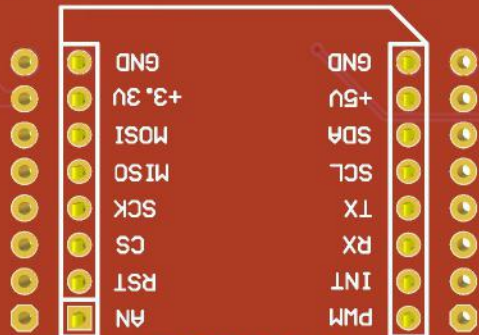 PWM AN
INT RST
RX CS
TX SCK
SCL MISO
SDA MOSI
+5V +3.3V
GND GND